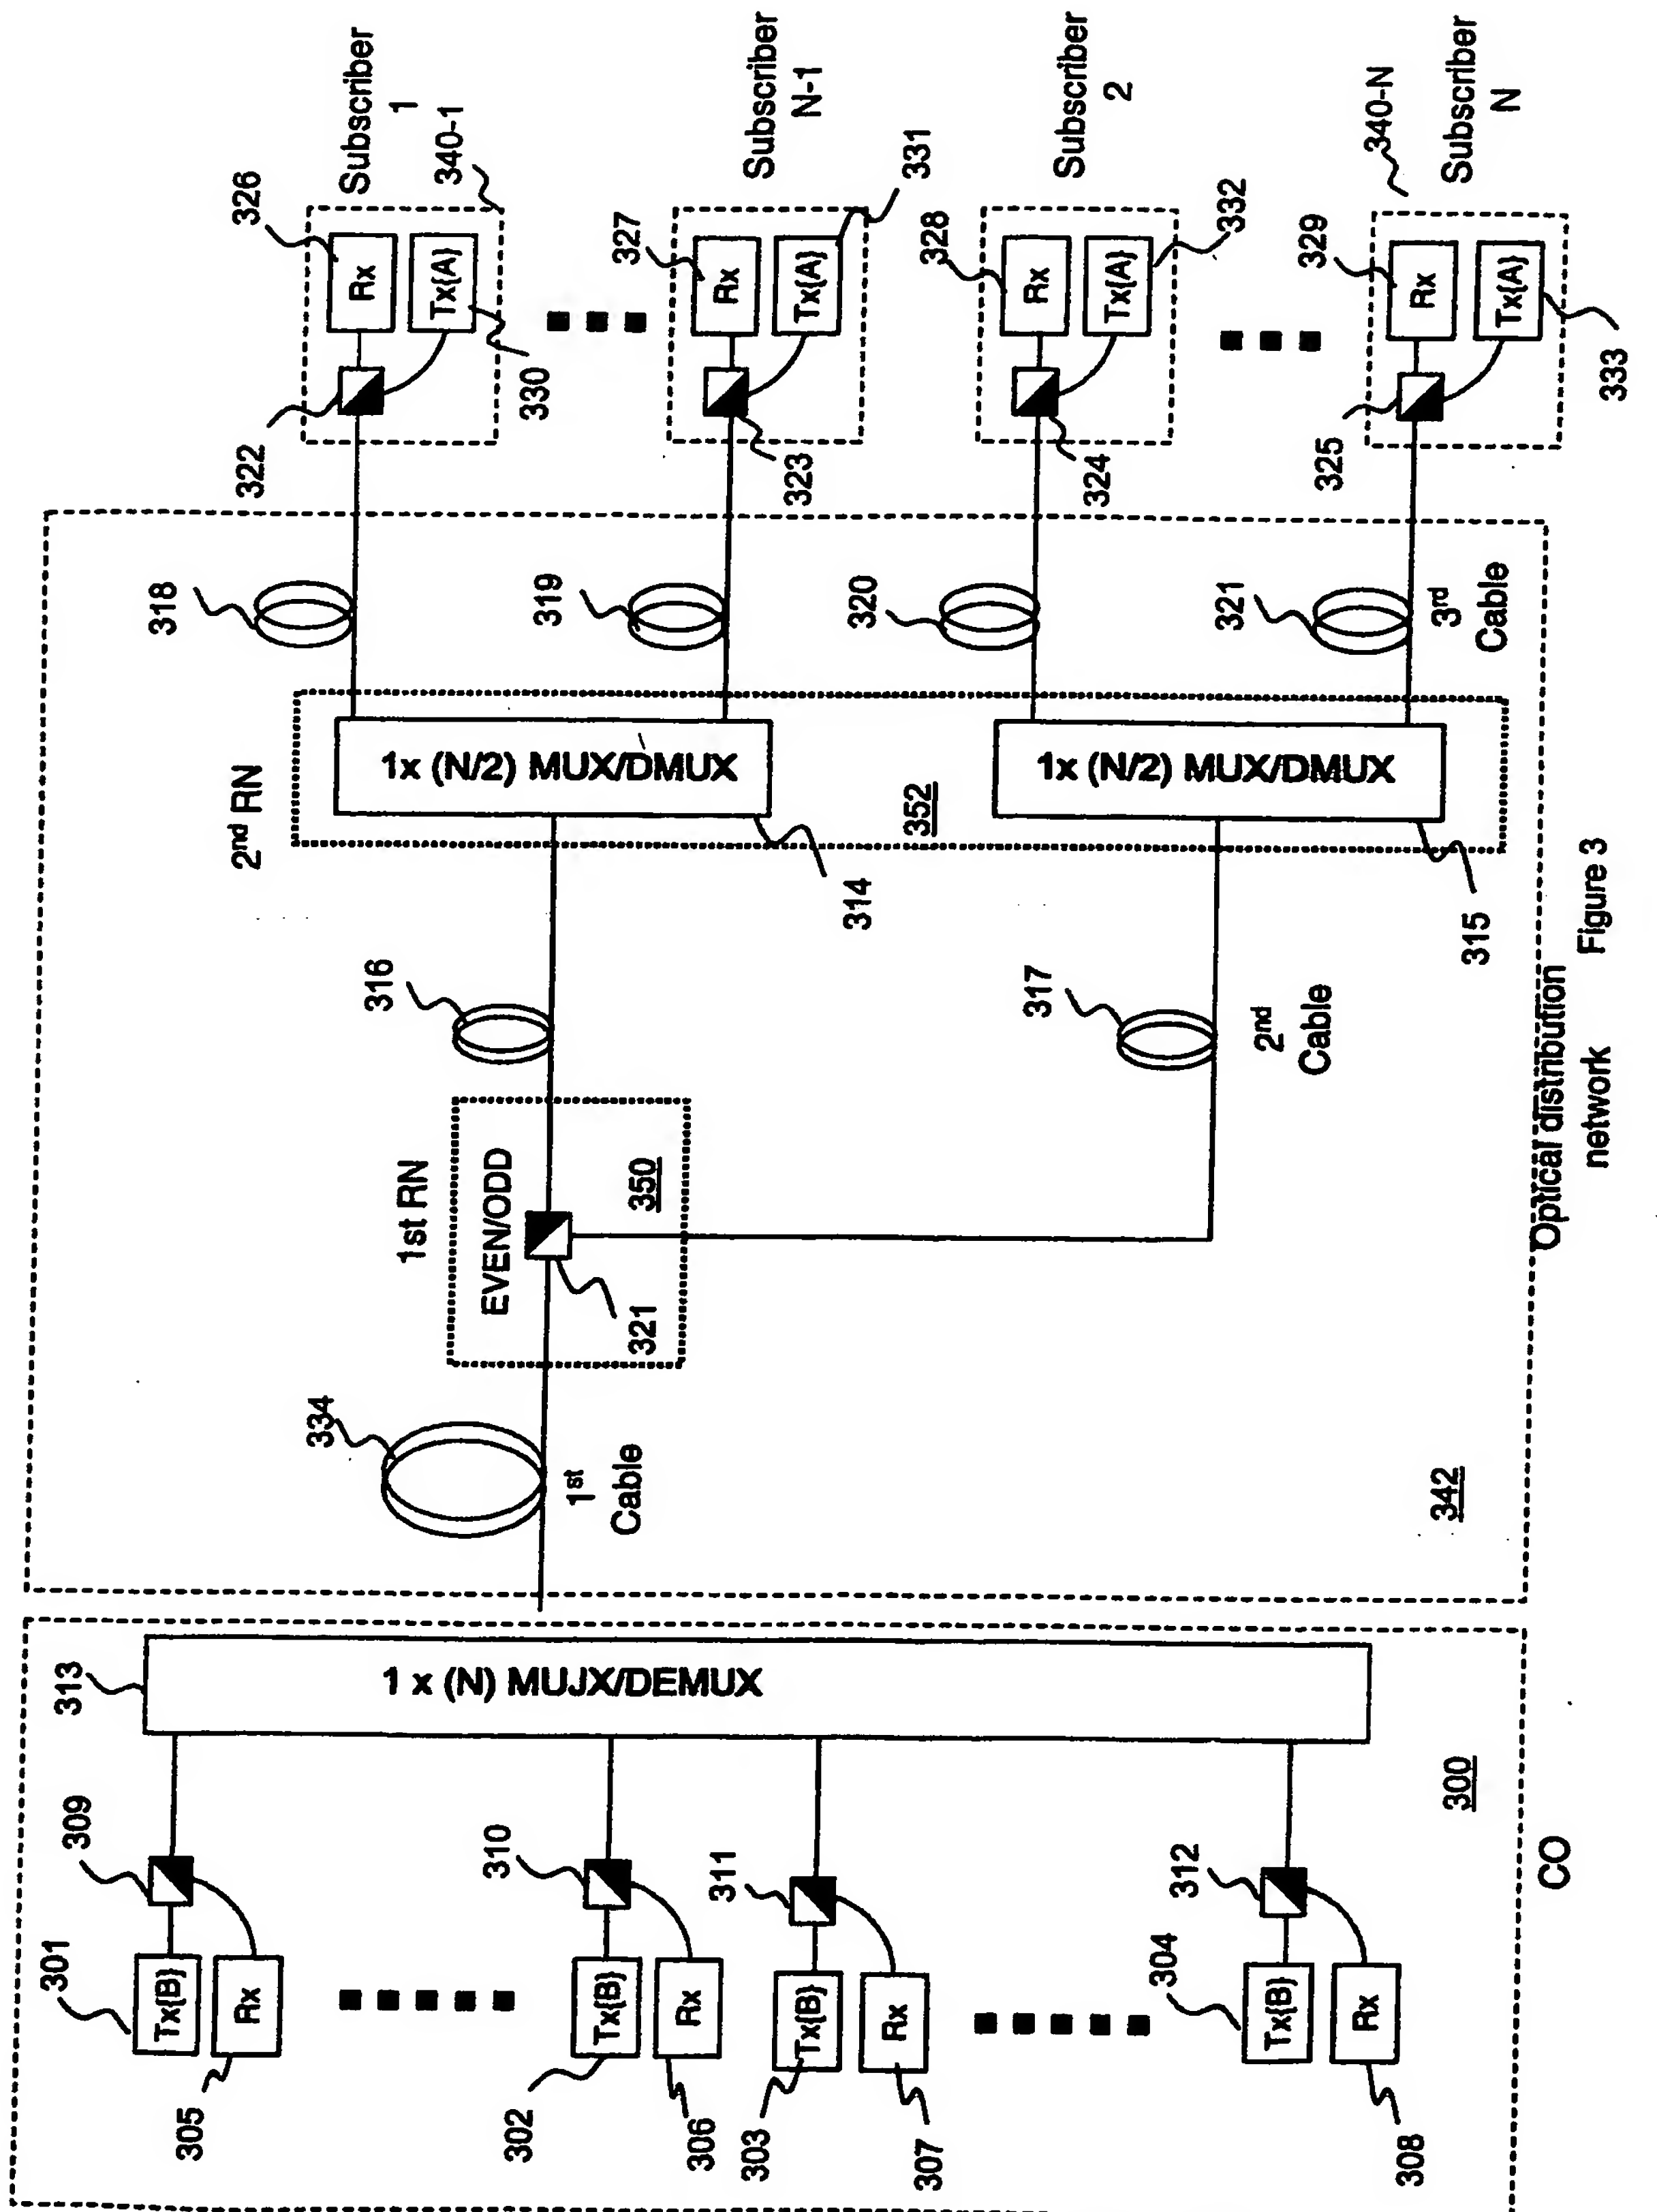 313
1 x (N) MUJX/DEMUX
301
Tx{B}
309
305
Rx
302
Tx{B}
310
306
Rx
303
Tx{B}
311
307
Rx
304
Tx{B}
312
308
Rx
300
CO
334
1st
Cable
1st RN
EVEN/ODD
321
350
316
317
2nd
Cable
2nd RN
1x (N/2) MUX/DMUX
314
352
1x (N/2) MUX/DMUX
315
318
319
320
321
3rd
Cable
342
Optical distribution
network
322
326
Rx
Tx{A}
330
Subscriber
1
340-1
323
327
Rx
Tx{A}
331
Subscriber
N-1
324
328
Rx
Tx{A}
332
Subscriber
2
325
329
Rx
Tx{A}
333
340-N
Subscriber
N
Figure 3